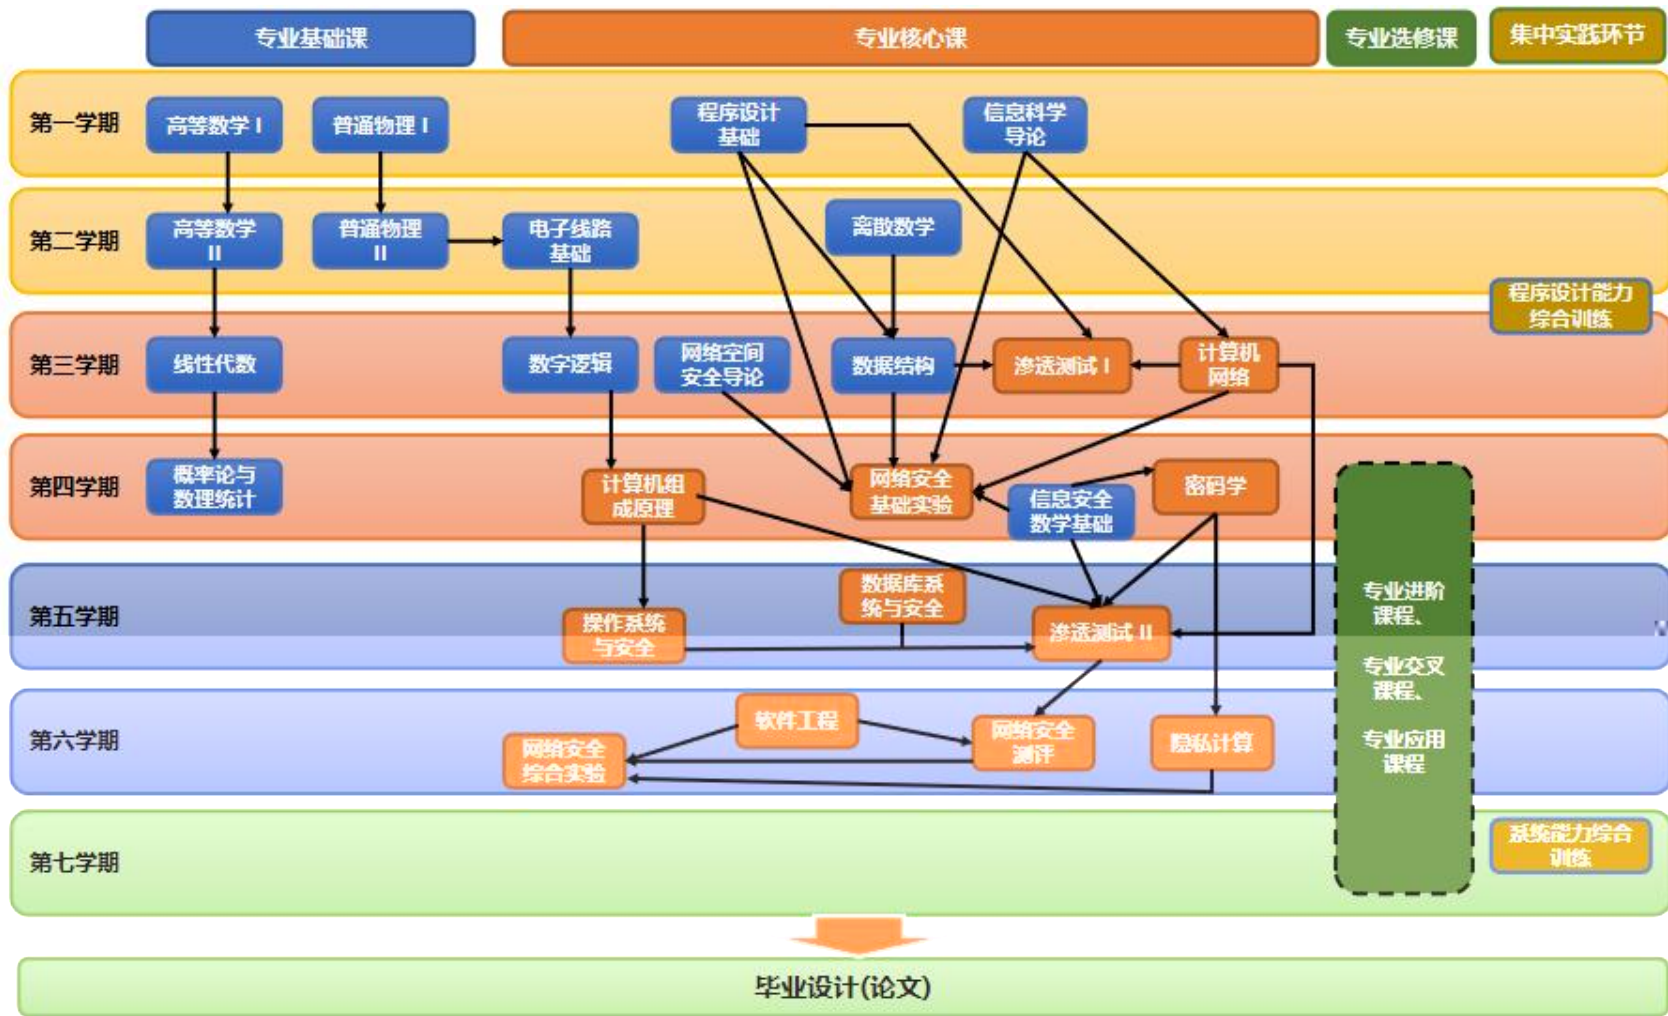 专业基础课
专业核心课
专业选修课
集中实践环节
第一学期
高等数学 I
普通物理 I
程序设计
基础
信息科学
导论
第二学期
高等数学
II
普通物理
II
电子线路
基础
离散数学
程序设计能力
综合训练
第三学期
线性代数
数字逻辑
网络空间
安全导论
数据结构
渗透测试 I
计算机
网络
第四学期
概率论与
数理统计
计算机组
成原理
网络安全
基础实验
信息安全
数学基础
密码学
第五学期
操作系统
与安全
数据库系
统与安全
渗透测试 II
专业进阶
课程、
专业交叉
课程、
专业应用
课程
第六学期
网络安全
综合实验
软件工程
网络安全
测评
隐私计算
第七学期
系统能力综合
训练
毕业设计(论文)